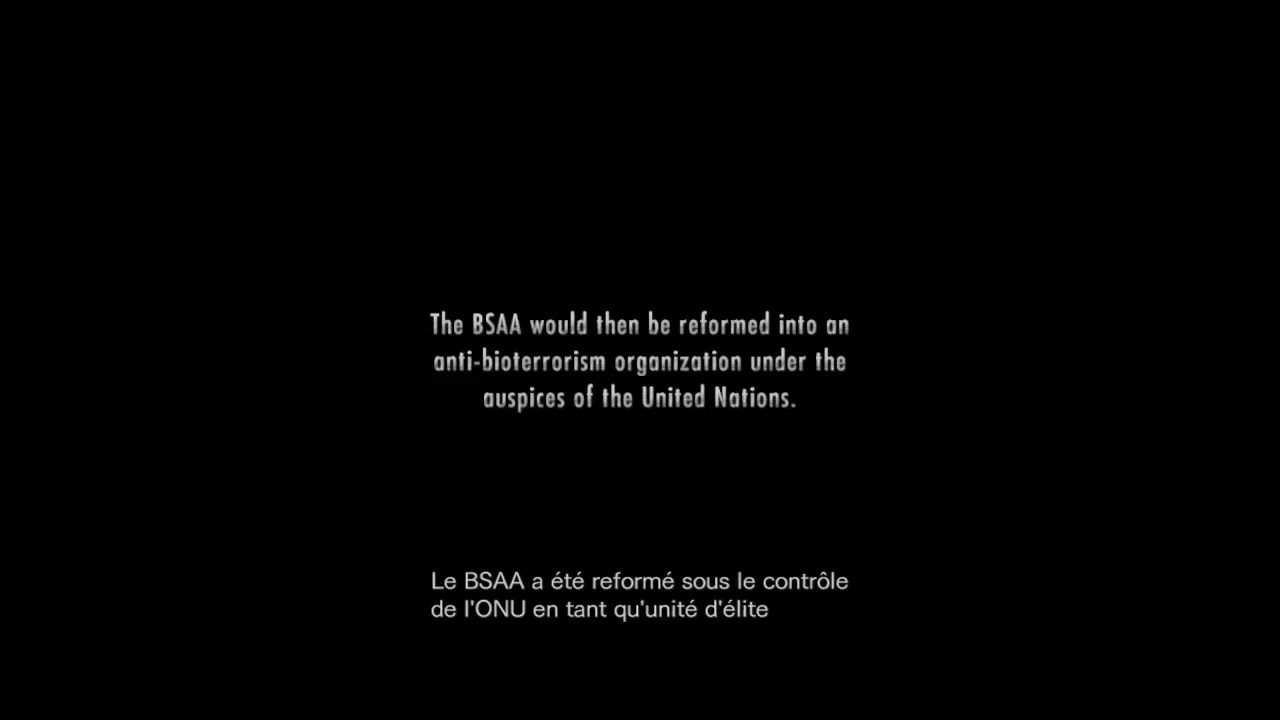 The BSAA would then be reformed into an
anti-bioterrorism organization under the
auspices of the United Nations.
Le BSAA a été reformé sous le contrôle
de l'ONU en tant qu'unité d'élite